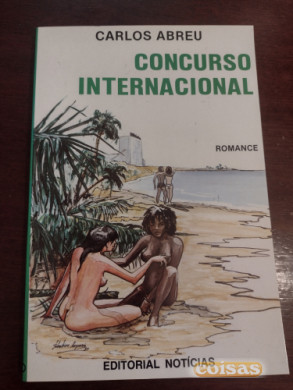 CARLOS ABREU
CONCURSO
INTERNACIONAL
ROMANCE
EDITORIAL NOTÍCIAS
coisas